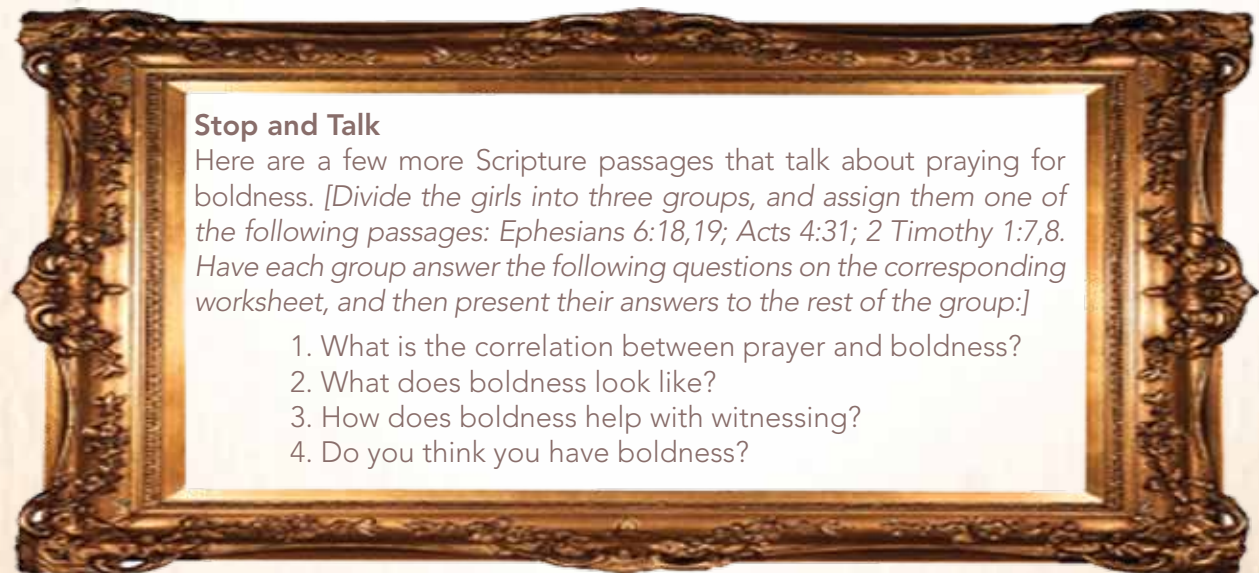 Stop and Talk
Here are a few more Scripture passages that talk about praying for
boldness. [Divide the girls into three groups, and assign them one of
the following passages: Ephesians 6:18,19; Acts 4:31; 2 Timothy 1:7,8.
Have each group answer the following questions on the corresponding
worksheet, and then present their answers to the rest of the group:]
1. What is the correlation between prayer and boldness?
2. What does boldness look like?
3. How does boldness help with witnessing?
4. Do you think you have boldness?